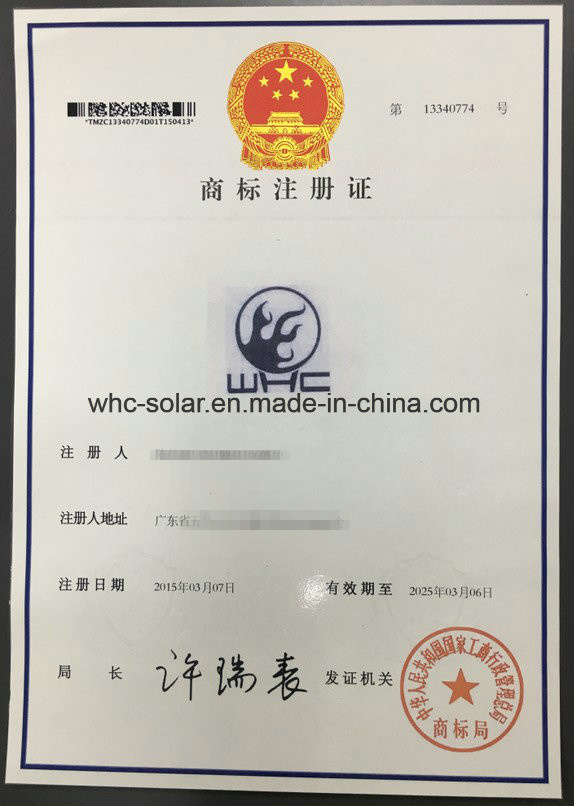 第 13340774 号
*TMZC13340774D01T150413*
商标注册证
WHC
whc-solar.en.made-in-china.com
注册人
注册人地址 广东省五
注册日期 2015年03月07日 有效期至 2025年03月06日
局长 许瑞表 发证机关
中华人民共和国国家工商行政管理总局
商标局